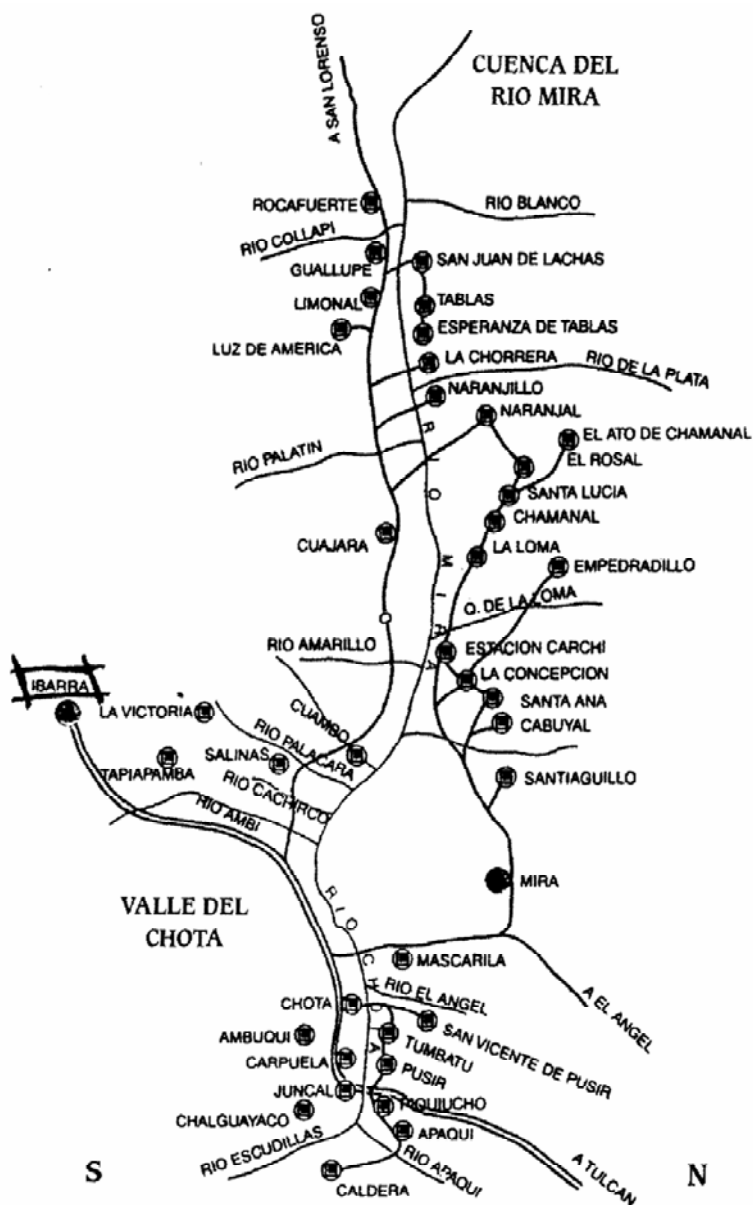 CUENCA DEL
RIO MIRA
A SAN LORENSO
ROCAFUERTE
RIO BLANCO
RIO COLLAPI
GUALLUPE
SAN JUAN DE LACHAS
LIMONAL
TABLAS
LUZ DE AMERICA
ESPERANZA DE TABLAS
LA CHORRERA
RIO DE LA PLATA
NARANJILLO
NARANJAL
EL ATO DE CHAMANAL
RIO PALATIN
EL ROSAL
SANTA LUCIA
CHAMANAL
CUAJARA
LA LOMA
EMPEDRADILLO
RIO MIRA
Q. DE LA LOMA
RIO AMARILLO
ESTACION CARCHI
LA CONCEPCION
IBARRA
LA VICTORIA
CUAMBO
SANTA ANA
CABUYAL
RIO PALACARA
TAPIAPAMBA
SALINAS
SANTIAGUILLO
RIO CACHIRCO
RIO AMBI
MIRA
VALLE DEL
CHOTA
RIO CHOTA
MASCARILA
RIO EL ANGEL
A EL ANGEL
CHOTA
SAN VICENTE DE PUSIR
AMBUQUI
TUMBATU
CARPUELA
PUSIR
JUNCAL
CHALGUAYACO
APAQUI
RIO ESCUDILLAS
RIO APAQUI
A TULCAN
CALDERA
S
N